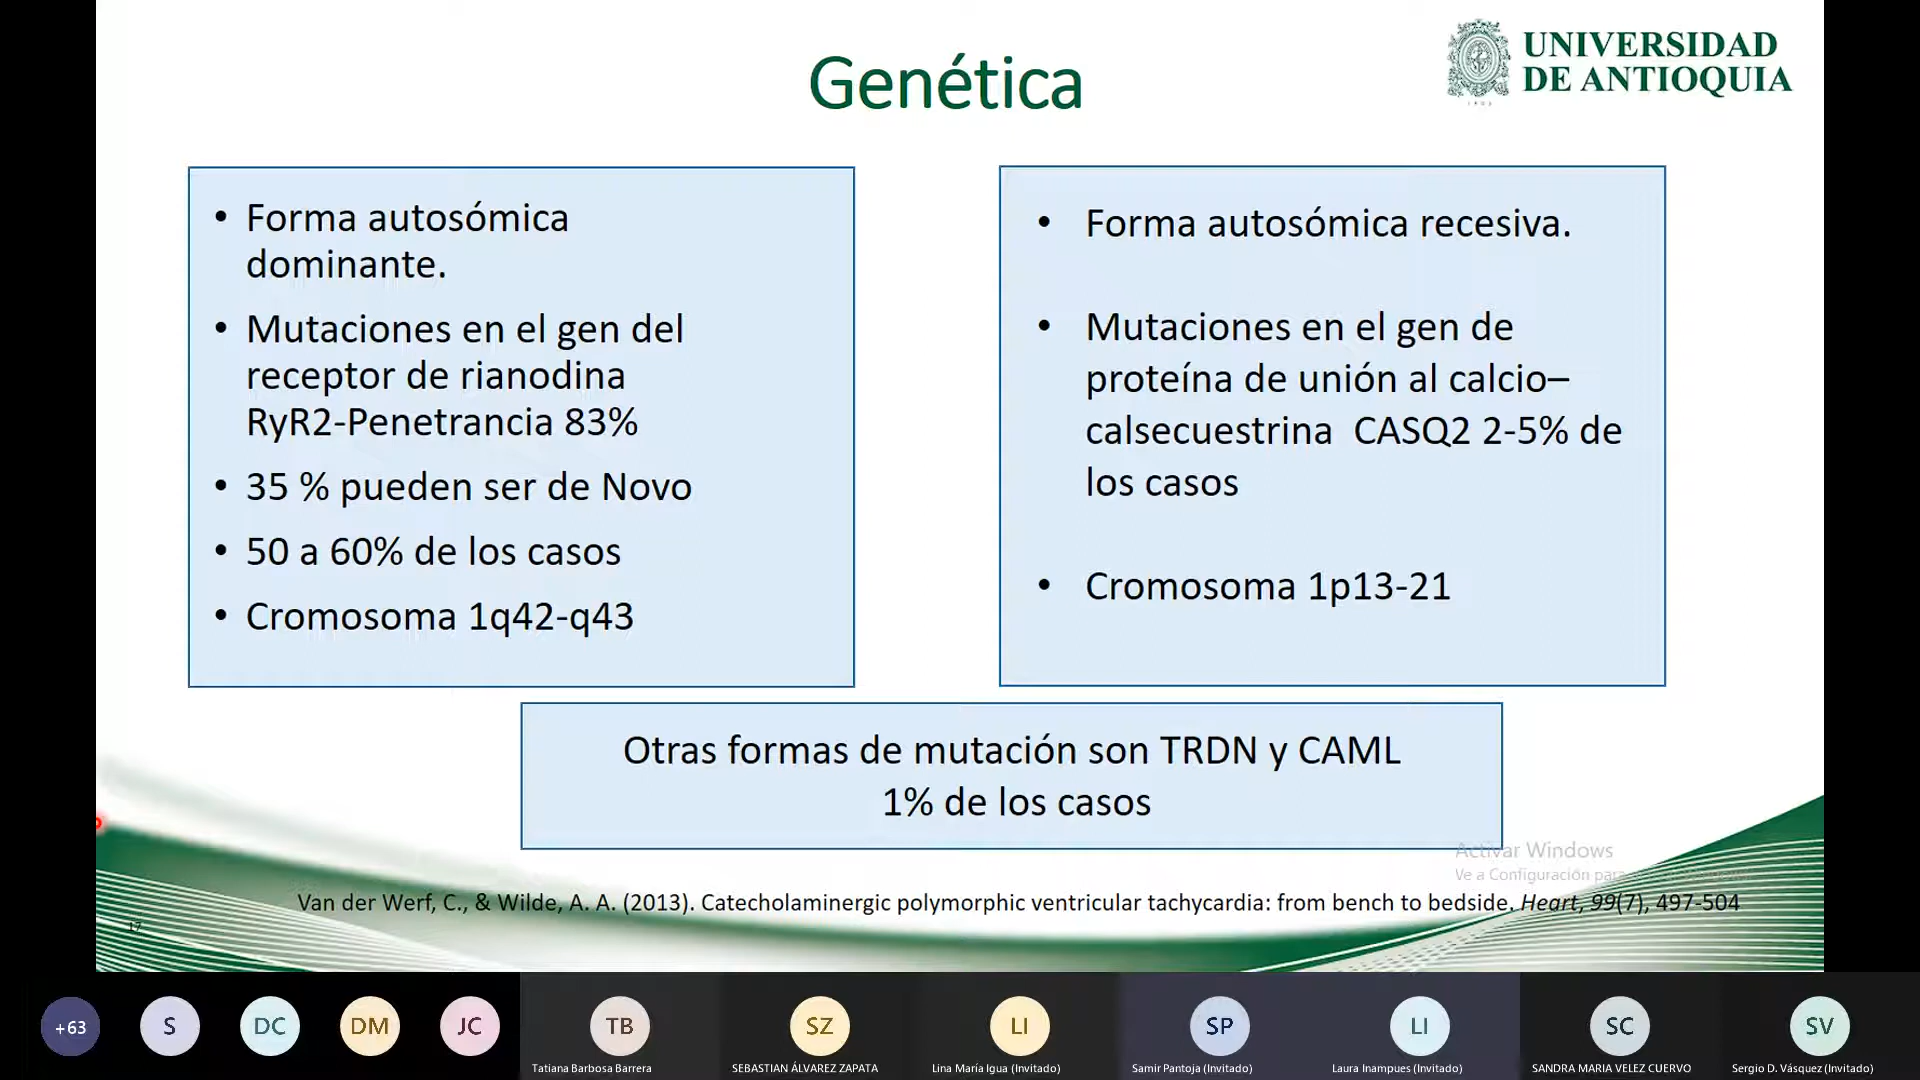 Genética
UNIVERSIDAD
DE ANTIOQUIA
1803
• Forma autosómica
dominante.
• Mutaciones en el gen del
receptor de rianodina
RyR2-Penetrancia 83%
• 35 % pueden ser de Novo
• 50 a 60% de los casos
• Cromosoma 1q42-q43
• Forma autosómica recesiva.
• Mutaciones en el gen de
proteína de unión al calcio–
calsecuestrina CASQ2 2-5% de
los casos
• Cromosoma 1p13-21
Otras formas de mutación son TRDN y CAML
1% de los casos
Activar Windows
Ve a Configuración para
Van der Werf, C., & Wilde, A. A. (2013). Catecholaminergic polymorphic ventricular tachycardia: from bench to bedside. Heart, 99(7), 497-504
17
+63
S
DC
DM
JC
TB
SZ
LI
SP
LI
SC
SV
Tatiana Barbosa Barrera
SEBASTIAN ÁLVAREZ ZAPATA
Lina María Igua (Invitado)
Samir Pantoja (Invitado)
Laura Inampues (Invitado)
SANDRA MARIA VELEZ CUERVO
Sergio D. Vásquez (Invitado)